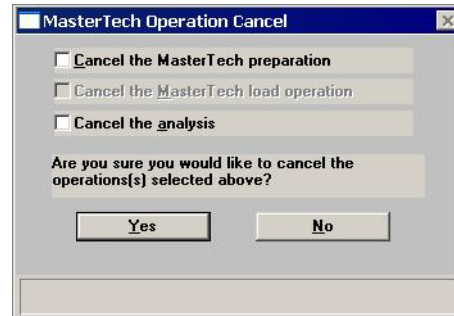 MasterTech Operation Cancel
Cancel the MasterTech preparation
Cancel the MasterTech load operation
Cancel the analysis
Are you sure you would like to cancel the
operations(s) selected above?
Yes
No